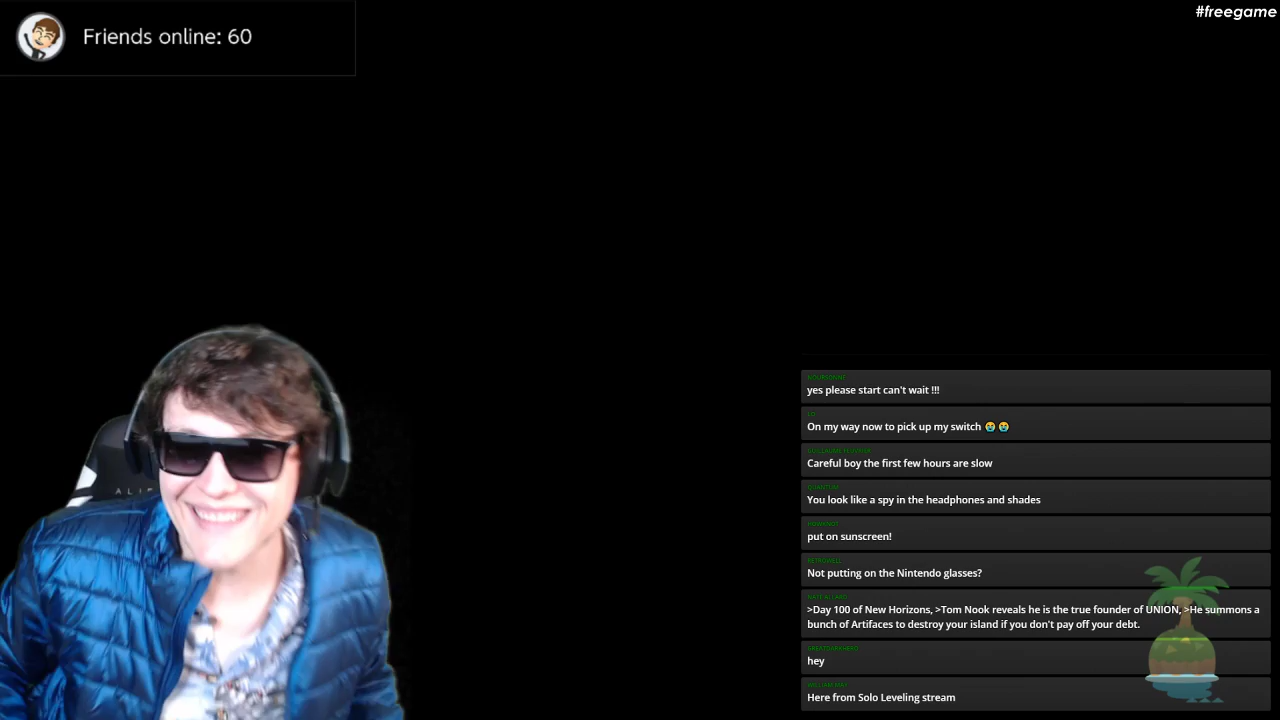 Friends online: 60
#freegame
ALIE
yes please start can't wait !!!
LO
On my way now to pick up my switch 😭😭
Careful boy the first few hours are slow
You look like a spy in the headphones and shades
put on sunscreen!
Not putting on the Nintendo glasses?
>Day 100 of New Horizons, >Tom Nook reveals he is the true founder of UNION, >He summons a
bunch of Artifaces to destroy your island if you don't pay off your debt.
GREATDARKHERO
hey
Here from Solo Leveling stream